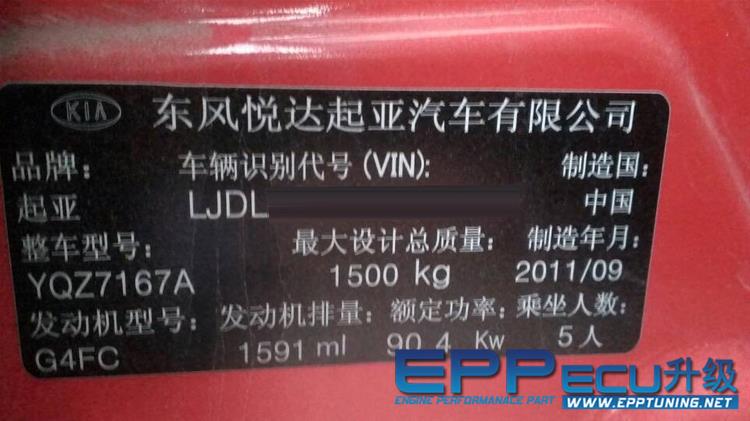 KIA 东风悦达起亚汽车有限公司
品牌: 车辆识别代号(VIN): 制造国:
起亚 LJDL 中国
整车型号: 最大设计总质量: 制造年月:
YQZ7167A 1500 kg 2011/09
发动机型号: 发动机排量: 额定功率: 乘坐人数:
G4FC 1591 ml 90.4 Kw 5人
EPP ECU升级
ENGINE PERFORMANACE PART WWW.EPPTUNING.NET